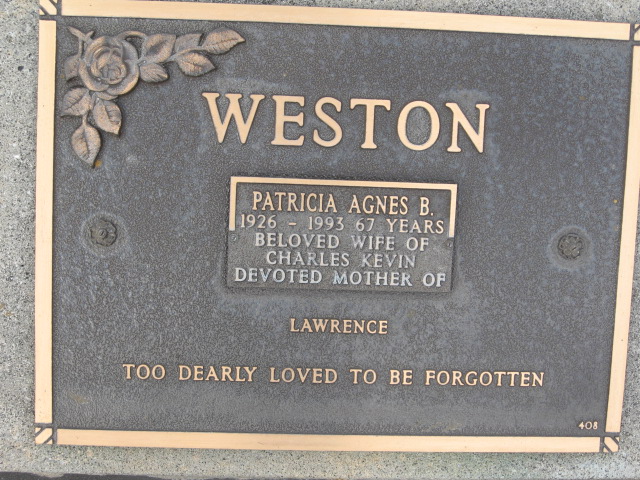 WESTON
PATRICIA AGNES B.
1926 - 1993 67 YEARS
BELOVED WIFE OF
CHARLES KEVIN
DEVOTED MOTHER OF
LAWRENCE
TOO DEARLY LOVED TO BE FORGOTTEN
408